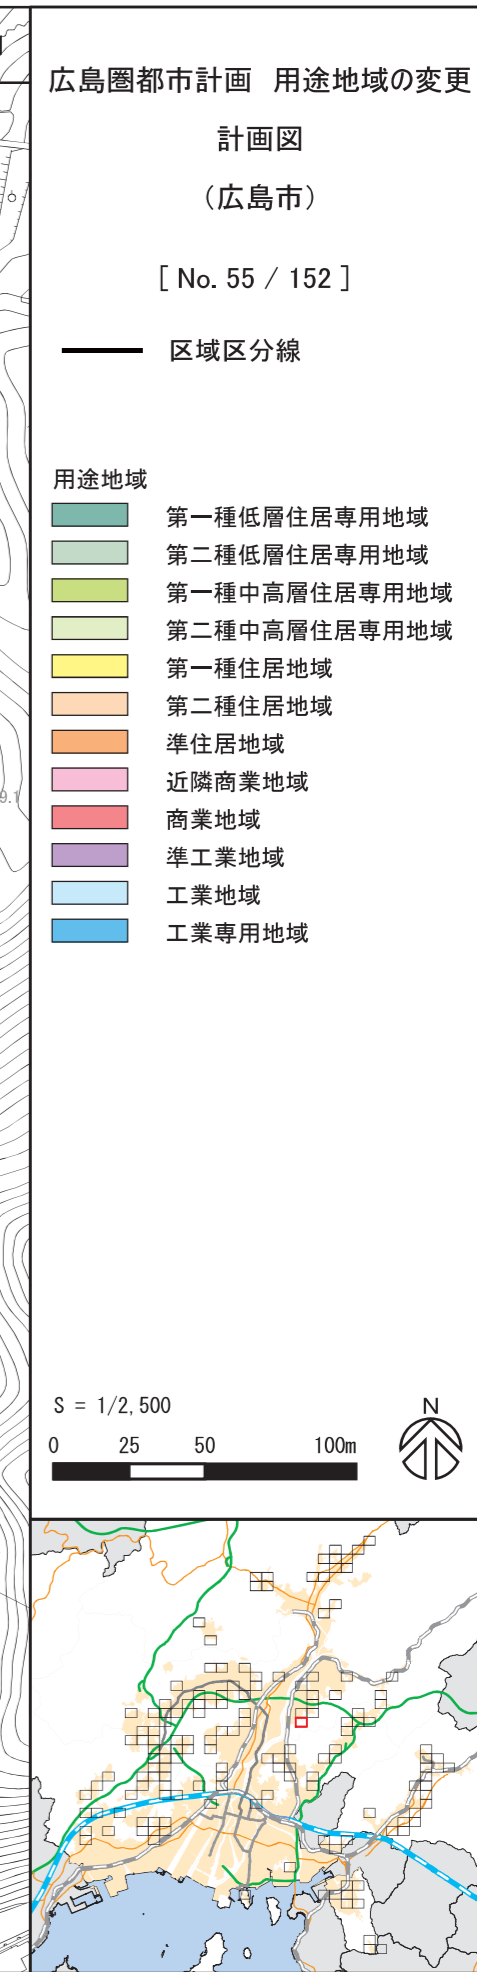 広島圏都市計画 用途地域の変更
計画図
（広島市）
[ No. 55 / 152 ]
区域区分線
用途地域
第一種低層住居専用地域
第二種低層住居専用地域
第一種中高層住居専用地域
第二種中高層住居専用地域
第一種住居地域
第二種住居地域
準住居地域
近隣商業地域
9.1
商業地域
準工業地域
工業地域
工業専用地域
S = 1/2,500
N
0 25 50 100m